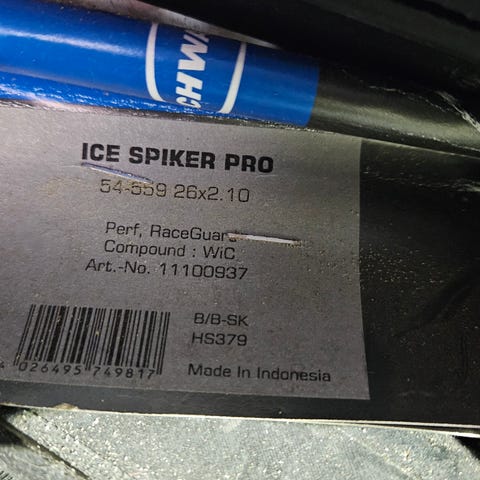 CHWA
ICE SPIKER PRO
54-559 26x2.10
Perf, RaceGuard
Compound : WiC
Art.-No. 11100937
B/B-SK
HS379
4 026495 749817
Made In Indonesia